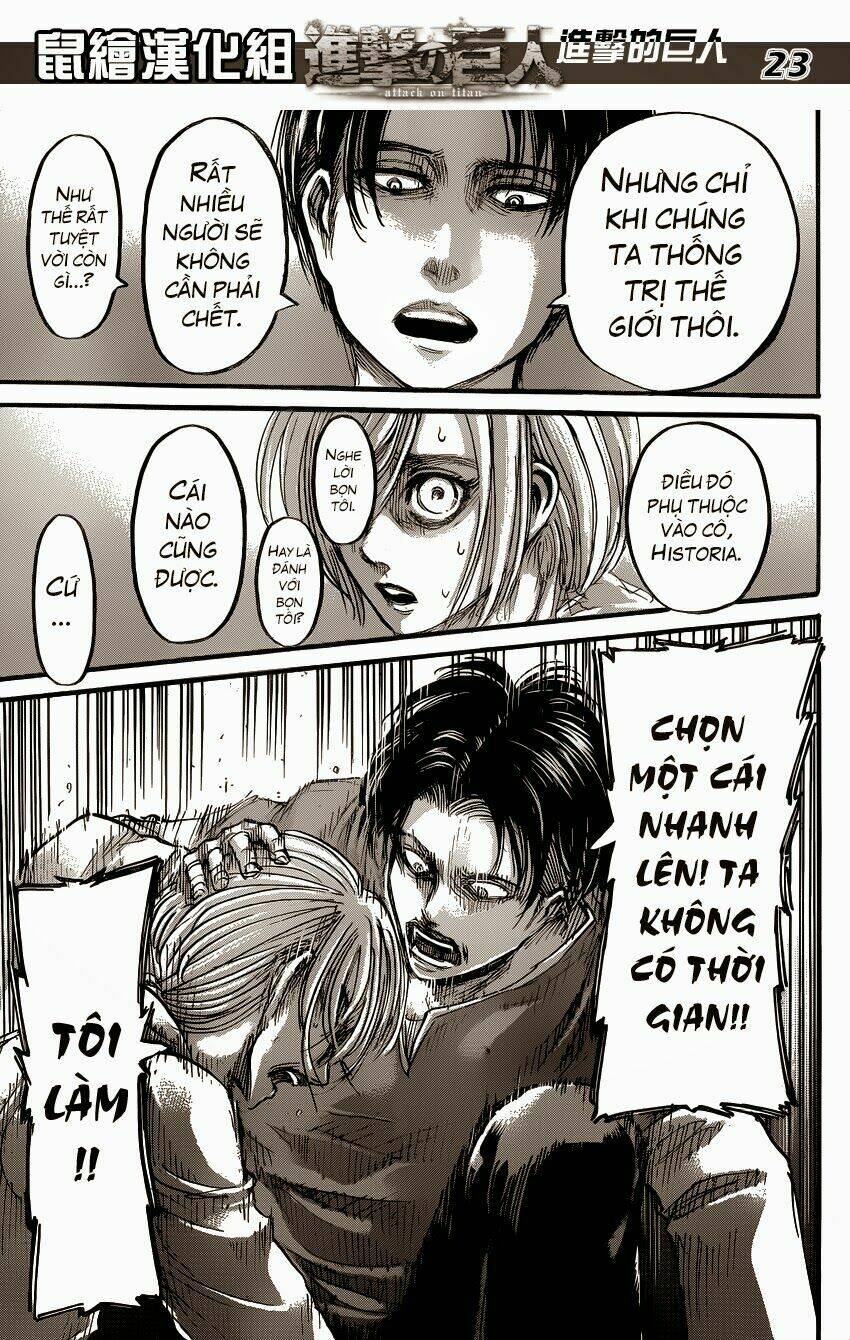 鼠繪漢化組
進撃の巨人
attack on titan
進擊的巨人
23
NHƯNG CHỈ
KHI CHÚNG
TA THỐNG
TRỊ THẾ
GIỚI THÔI.
RẤT
NHIỀU
NGƯỜI SẼ
KHÔNG
CẦN PHẢI
CHẾT.
NHƯ
THẾ RẤT
TUYỆT
VỜI CÒN
GÌ...?
ĐIỀU ĐÓ
PHỤ THUỘC
VÀO CÔ,
HISTORIA.
NGHE
LỜI
BỌN
TÔI.
HAY LÀ
ĐÁNH
VỚI
BỌN
TÔI?
CÁI
NÀO
CŨNG
ĐƯỢC.
CỨ
...
CHỌN
MỘT CÁI
NHANH
LÊN! TA
KHÔNG
CÓ THỜI
GIAN!!
TÔI
LÀM
!!